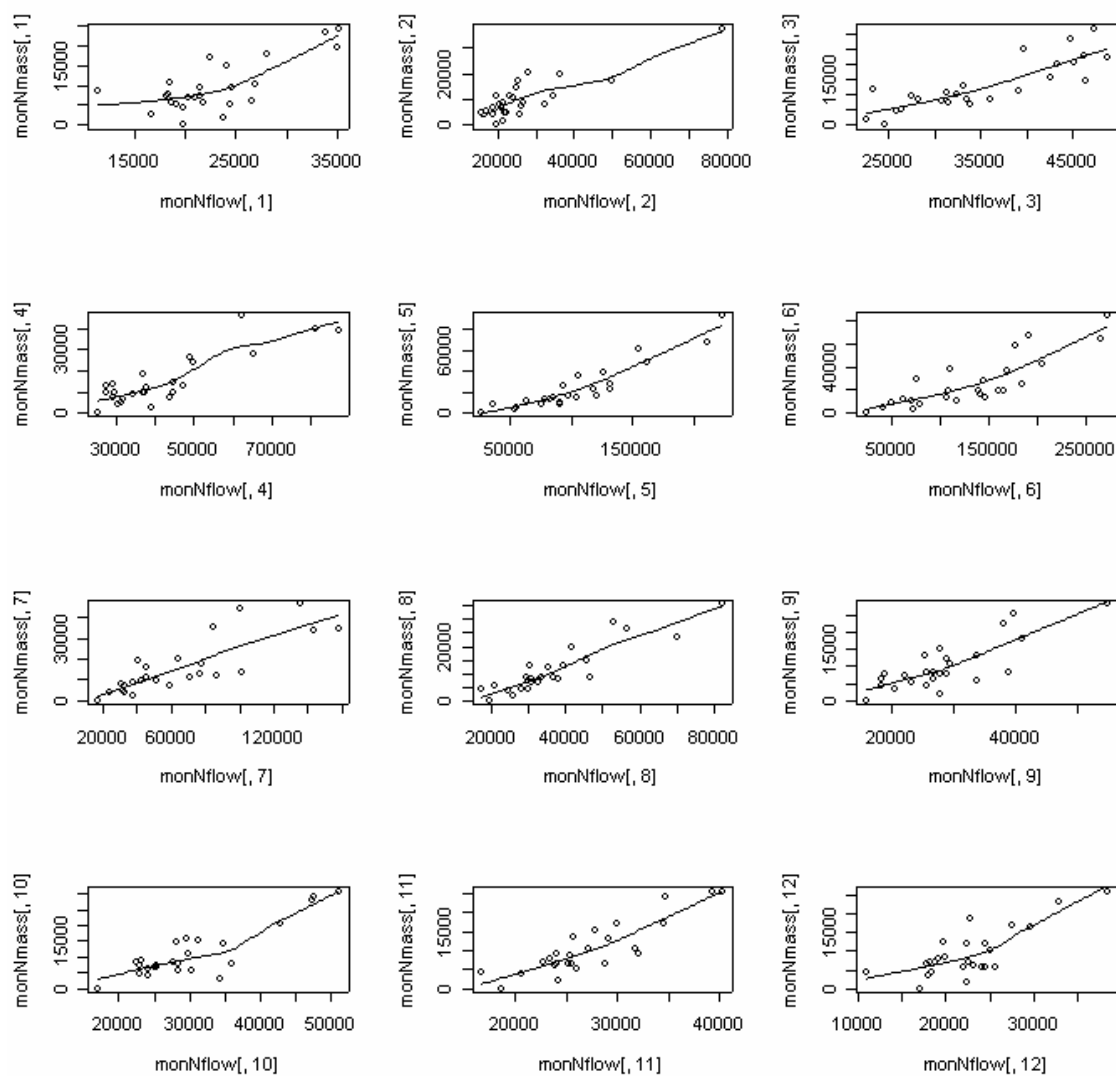 monNmass[, 1]
0
15000
15000 25000 35000
monNflow[, 1]
monNmass[, 2]
0
20000
20000 40000 60000 80000
monNflow[, 2]
monNmass[, 3]
0
15000
25000 35000 45000
monNflow[, 3]
monNmass[, 4]
0
30000
30000 50000 70000
monNflow[, 4]
monNmass[, 5]
0
60000
50000 150000
monNflow[, 5]
monNmass[, 6]
0
40000
50000 150000 250000
monNflow[, 6]
monNmass[, 7]
0
30000
20000 60000 120000
monNflow[, 7]
monNmass[, 8]
0
20000
20000 40000 60000 80000
monNflow[, 8]
monNmass[, 9]
0
15000
20000 40000
monNflow[, 9]
monNmass[, 10]
0
15000
20000 30000 40000 50000
monNflow[, 10]
monNmass[, 11]
0
15000
20000 30000 40000
monNflow[, 11]
monNmass[, 12]
0
15000
10000 20000 30000
monNflow[, 12]